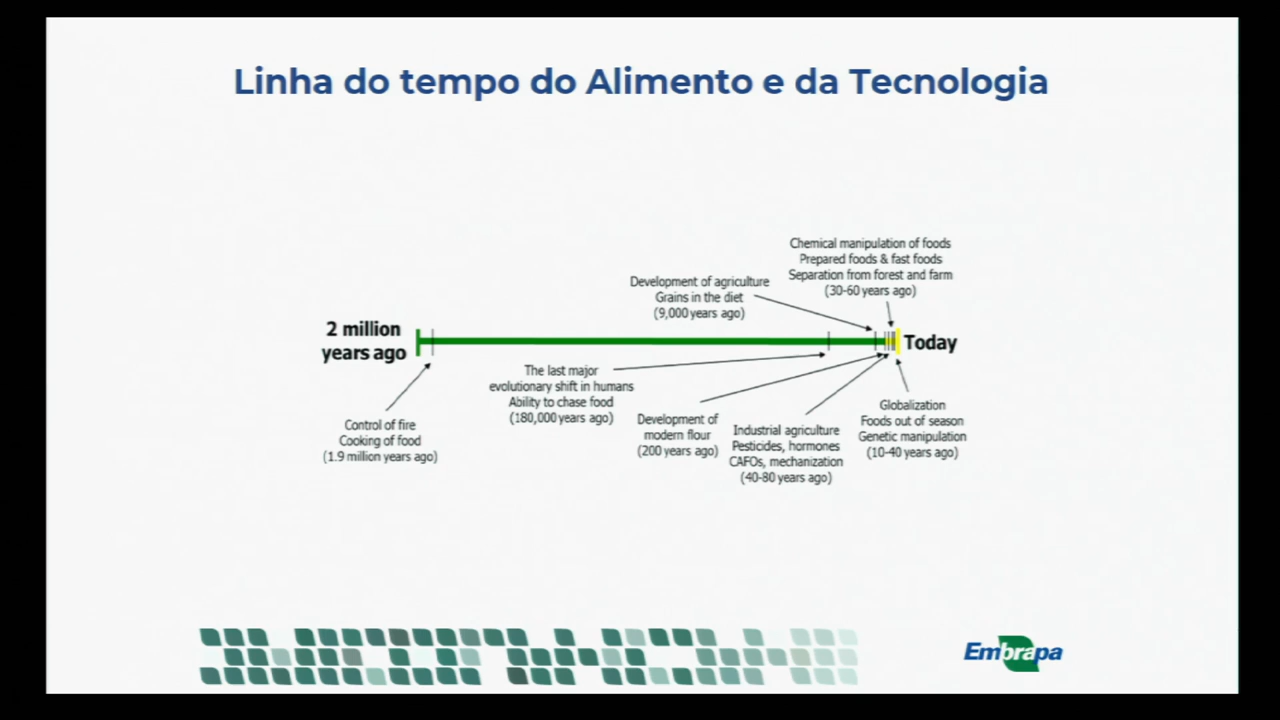 Linha do tempo do Alimento e da Tecnologia
Chemical manipulation of foods
Prepared foods & fast foods
Separation from forest and farm
(30-60 years ago)
Development of agriculture
Grains in the diet
(9,000 years ago)
2 million
years ago
Today
The last major
evolutionary shift in humans
Ability to chase food
(180,000 years ago)
Control of fire
Cooking of food
(1.9 million years ago)
Development of
modern flour
(200 years ago)
Industrial agriculture
Pesticides, hormones
CAFOs, mechanization
(40-80 years ago)
Globalization
Foods out of season
Genetic manipulation
(10-40 years ago)
Embrapa